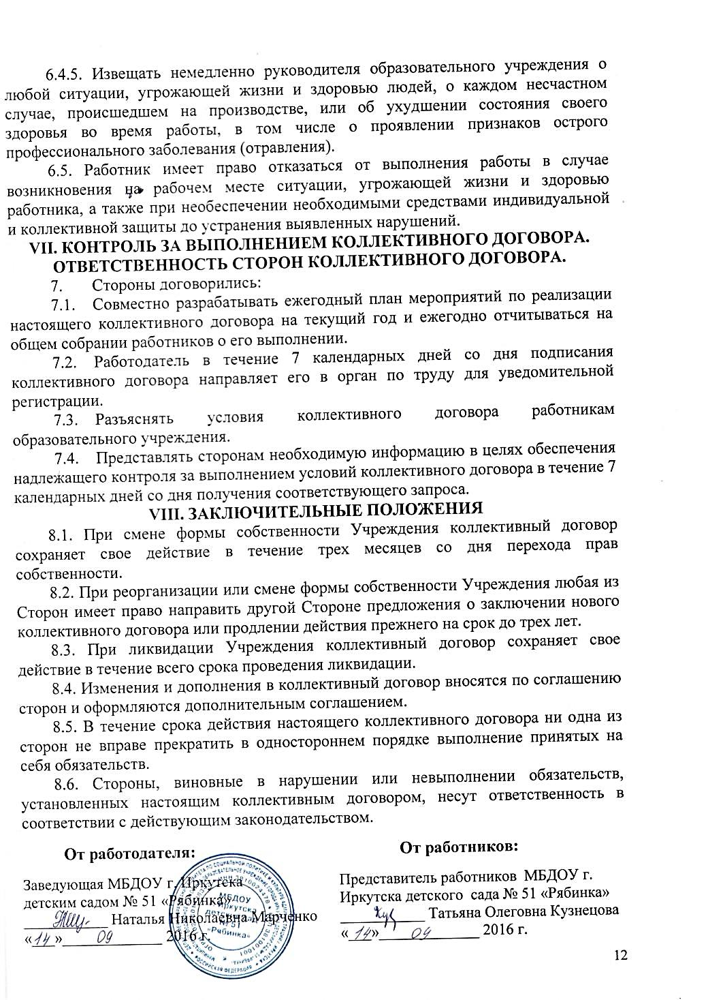 6.4.5. Извещать немедленно руководителя образовательного учреждения о
любой ситуации, угрожающей жизни и здоровью людей, о каждом несчастном
случае, происшедшем на производстве, или об ухудшении состояния своего
здоровья во время работы, в том числе о проявлении признаков острого
профессионального заболевания (отравления).
6.5. Работник имеет право отказаться от выполнения работы в случае
возникновения на рабочем месте ситуации, угрожающей жизни и здоровью
работника, а также при необеспечении необходимыми средствами индивидуальной
и коллективной защиты до устранения выявленных нарушений.
VII. КОНТРОЛЬ ЗА ВЫПОЛНЕНИЕМ КОЛЛЕКТИВНОГО ДОГОВОРА.
ОТВЕТСТВЕННОСТЬ СТОРОН КОЛЛЕКТИВНОГО ДОГОВОРА.
7. Стороны договорились:
7.1. Совместно разрабатывать ежегодный план мероприятий по реализации
настоящего коллективного договора на текущий год и ежегодно отчитываться на
общем собрании работников о его выполнении.
7.2. Работодатель в течение 7 календарных дней со дня подписания
коллективного договора направляет его в орган по труду для уведомительной
регистрации.
7.3. Разъяснять условия коллективного договора работникам
образовательного учреждения.
7.4. Представлять сторонам необходимую информацию в целях обеспечения
надлежащего контроля за выполнением условий коллективного договора в течение 7
календарных дней со дня получения соответствующего запроса.
VIII. ЗАКЛЮЧИТЕЛЬНЫЕ ПОЛОЖЕНИЯ
8.1. При смене формы собственности Учреждения коллективный договор
сохраняет свое действие в течение трех месяцев со дня перехода прав
собственности.
8.2. При реорганизации или смене формы собственности Учреждения любая из
Сторон имеет право направить другой Стороне предложения о заключении нового
коллективного договора или продлении действия прежнего на срок до трех лет.
8.3. При ликвидации Учреждения коллективный договор сохраняет свое
действие в течение всего срока проведения ликвидации.
8.4. Изменения и дополнения в коллективный договор вносятся по соглашению
сторон и оформляются дополнительным соглашением.
8.5. В течение срока действия настоящего коллективного договора ни одна из
сторон не вправе прекратить в одностороннем порядке выполнение принятых на
себя обязательств.
8.6. Стороны, виновные в нарушении или невыполнении обязательств,
установленных настоящим коллективным договором, несут ответственность в
соответствии с действующим законодательством.
От работодателя:
Заведующая МБДОУ г. Иркутска
детским садом № 51 «Рябинка»
____________ Наталья Николаевна Марченко
«14»______09______ 2016 г.
МБДОУ
г. Иркутска
детский сад
№ 51
"Рябинка"
РОССИЙСКАЯ ФЕДЕРАЦИЯ
От работников:
Представитель работников МБДОУ г.
Иркутска детского сада № 51 «Рябинка»
____________ Татьяна Олеговна Кузнецова
«14»______09______ 2016 г.
12